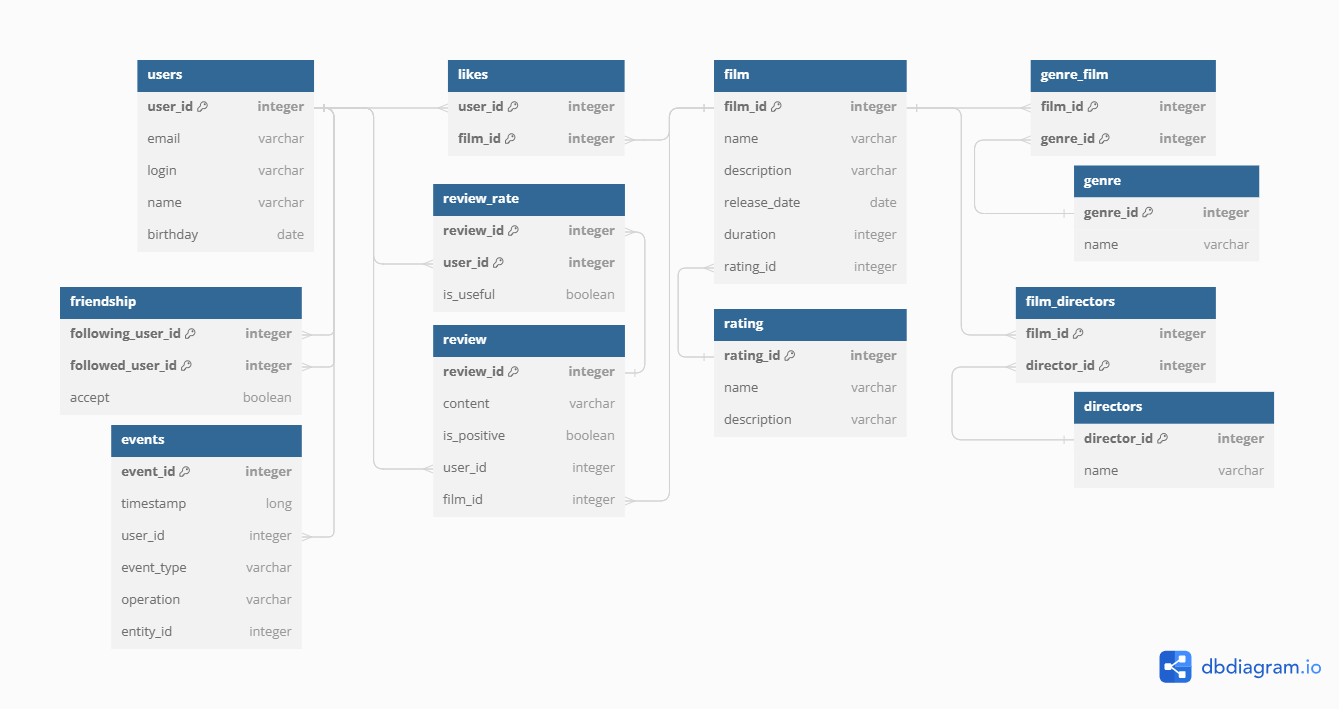 users
user_id integer
email varchar
login varchar
name varchar
birthday date
friendship
following_user_id integer
followed_user_id integer
accept boolean
events
event_id integer
timestamp long
user_id integer
event_type varchar
operation varchar
entity_id integer
likes
user_id integer
film_id integer
review_rate
review_id integer
user_id integer
is_useful boolean
review
review_id integer
content varchar
is_positive boolean
user_id integer
film_id integer
film
film_id integer
name varchar
description varchar
release_date date
duration integer
rating_id integer
rating
rating_id integer
name varchar
description varchar
genre_film
film_id integer
genre_id integer
genre
genre_id integer
name varchar
film_directors
film_id integer
director_id integer
directors
director_id integer
name varchar
dbdiagram.io